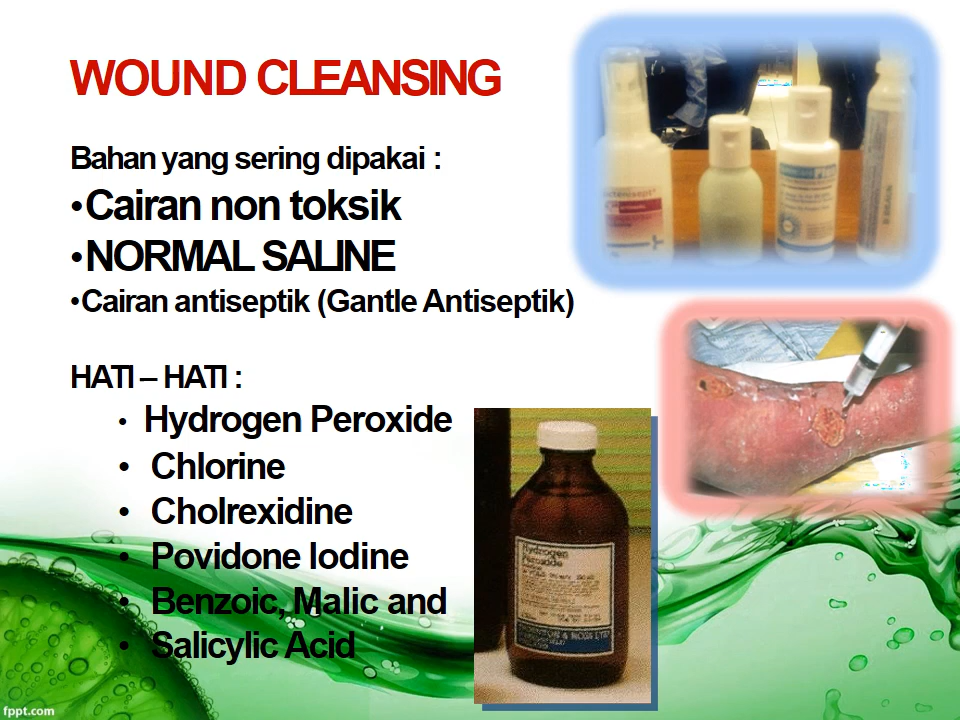 WOUND CLEANSING
Bahan yang sering dipakai :
•Cairan non toksik
•NORMAL SALINE
•Cairan antiseptik (Gantle Antiseptik)
HATI – HATI :
• Hydrogen Peroxide
• Chlorine
• Cholrexidine
• Povidone Iodine
• Benzoic, Malic and
• Salicylic Acid
Hydrogen
Peroxide
fppt.com